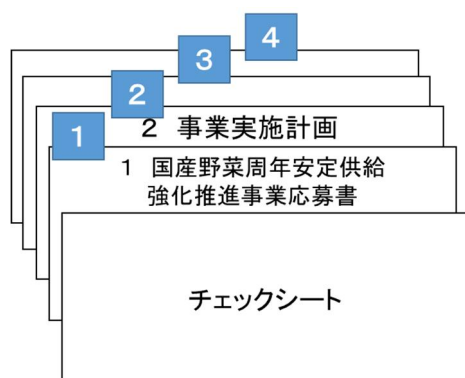 4
3
2
2 事業実施計画
1
1 国産野菜周年安定供給
強化推進事業応募書
チェックシート